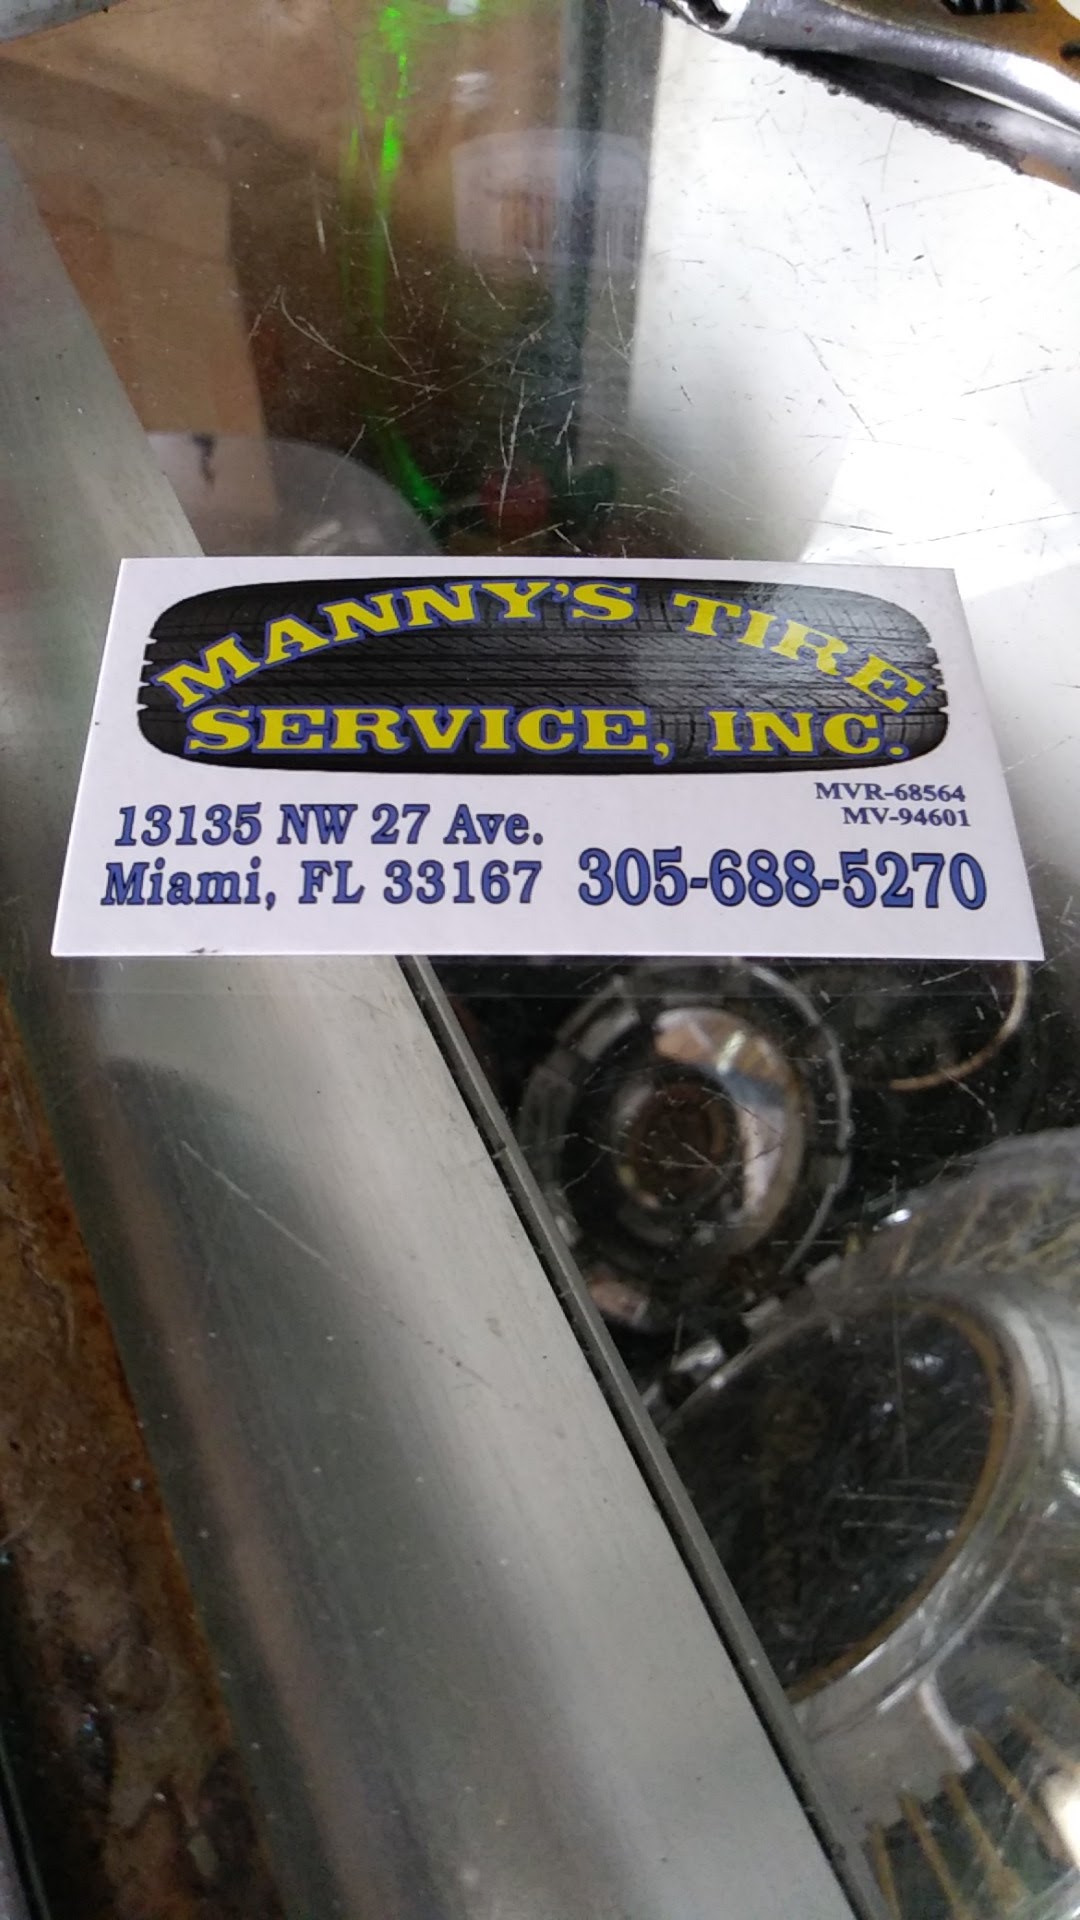 MANNY'S TIRE
SERVICE, INC.
MVR-68564
MV-94601
13135 NW 27 Ave.
Miami, FL 33167
305-688-5270